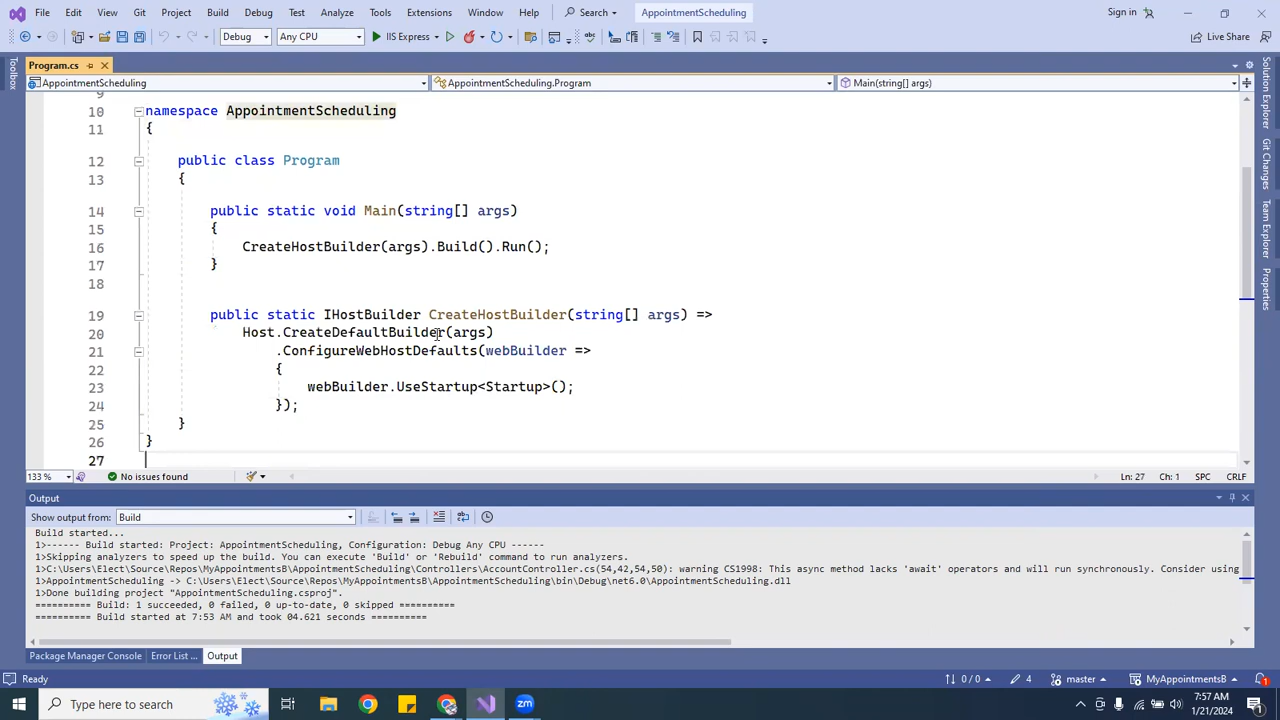 File Edit View Git Project Build Debug Test Analyze Tools Extensions Window Help Search AppointmentScheduling Sign in
Debug Any CPU IIS Express Live Share
Program.cs
AppointmentScheduling AppointmentScheduling.Program Main(string[] args)
Toolbox
Solution Explorer
Git Changes
Team Explorer
Properties
9
10 namespace AppointmentScheduling
11 {
12 public class Program
13 {
14 public static void Main(string[] args)
15 {
16 CreateHostBuilder(args).Build().Run();
17 }
18
19 public static IHostBuilder CreateHostBuilder(string[] args) =>
20 Host.CreateDefaultBuilder(args)
21 .ConfigureWebHostDefaults(webBuilder =>
22 {
23 webBuilder.UseStartup<Startup>();
24 });
25 }
26 }
27
133 % No issues found Ln: 27 Ch: 1 SPC CRLF
Output
Show output from: Build
Build started...
1>------ Build started: Project: AppointmentScheduling, Configuration: Debug Any CPU ------
1>Skipping analyzers to speed up the build. You can execute 'Build' or 'Rebuild' command to run analyzers.
1>C:\Users\Elect\Source\Repos\MyAppointmentsB\AppointmentScheduling\Controllers\AccountController.cs(54,42,54,50): warning CS1998: This async method lacks 'await' operators and will run synchronously. Consider using
1>AppointmentScheduling -> C:\Users\Elect\Source\Repos\MyAppointmentsB\AppointmentScheduling\bin\Debug\net6.0\AppointmentScheduling.dll
1>Done building project "AppointmentScheduling.csproj".
========== Build: 1 succeeded, 0 failed, 0 up-to-date, 0 skipped ==========
========== Build started at 7:53 AM and took 04.621 seconds ==========
Package Manager Console Error List ... Output
Ready 0 / 0 4 master MyAppointmentsB 1
Type here to search zm 7:57 AM
1/21/2024